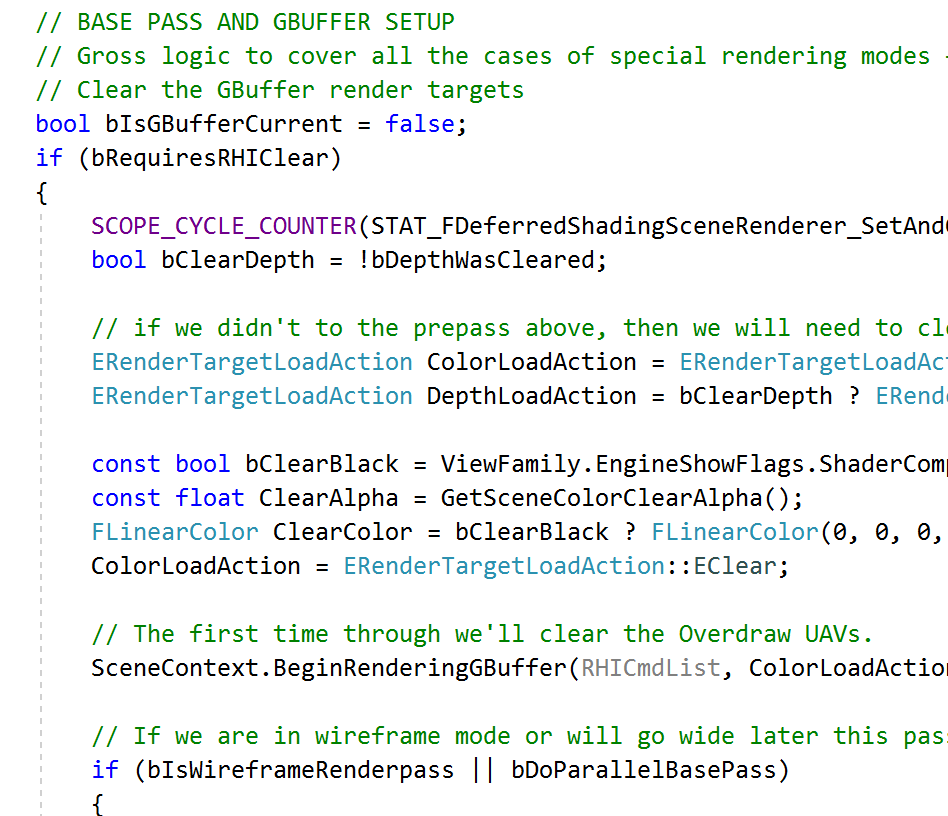 // BASE PASS AND GBUFFER SETUP
// Gross logic to cover all the cases of special rendering modes
// Clear the GBuffer render targets
bool bIsGBufferCurrent = false;
if (bRequiresRHIClear)
{
SCOPE_CYCLE_COUNTER(STAT_FDeferredShadingSceneRenderer_SetAnd
bool bClearDepth = !bDepthWasCleared;
// if we didn't to the prepass above, then we will need to cl
ERenderTargetLoadAction ColorLoadAction = ERenderTargetLoadAc
ERenderTargetLoadAction DepthLoadAction = bClearDepth ? ERend
const bool bClearBlack = ViewFamily.EngineShowFlags.ShaderComp
const float ClearAlpha = GetSceneColorClearAlpha();
FLinearColor ClearColor = bClearBlack ? FLinearColor(0, 0, 0,
ColorLoadAction = ERenderTargetLoadAction::EClear;
// The first time through we'll clear the Overdraw UAVs.
SceneContext.BeginRenderingGBuffer(RHICmdList, ColorLoadActio
// If we are in wireframe mode or will go wide later this pas
if (bIsWireframeRenderpass || bDoParallelBasePass)
{